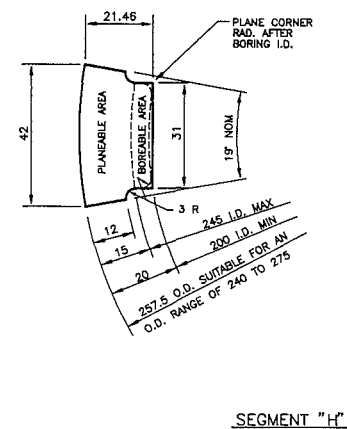 21.46
PLANE CORNER
RAD. AFTER
BORING I.D.
42
PLANEABLE AREA
BOREABLE AREA
31
19° NOM
3 R
12
15
20
245 I.D. MAX
200 I.D. MIN
257.5 O.D. SUITABLE FOR AN
O.D. RANGE OF 240 TO 275
SEGMENT "H"